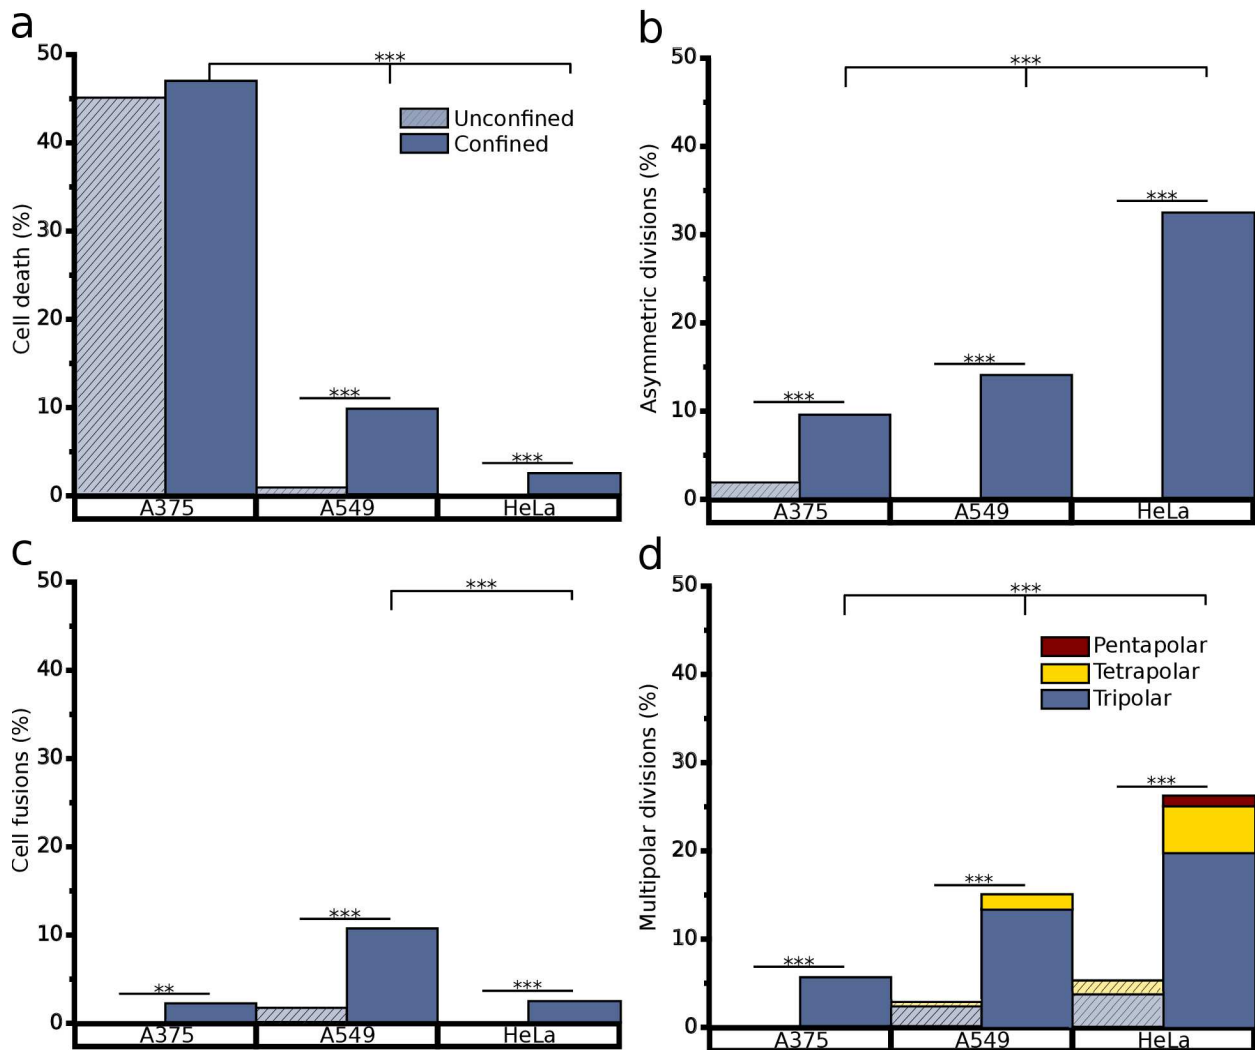 a
Cell death (%)
50
40
30
20
10
0
***
Unconfined
Confined
***
***
A375 A549 HeLa
b
Asymmetric divisions (%)
50
40
30
20
10
0
***
***
***
***
A375 A549 HeLa
c
Cell fusions (%)
50
40
30
20
10
0
***
**
***
***
A375 A549 HeLa
d
Multipolar divisions (%)
50
40
30
20
10
0
***
Pentapolar
Tetrapolar
Tripolar
***
***
***
A375 A549 HeLa